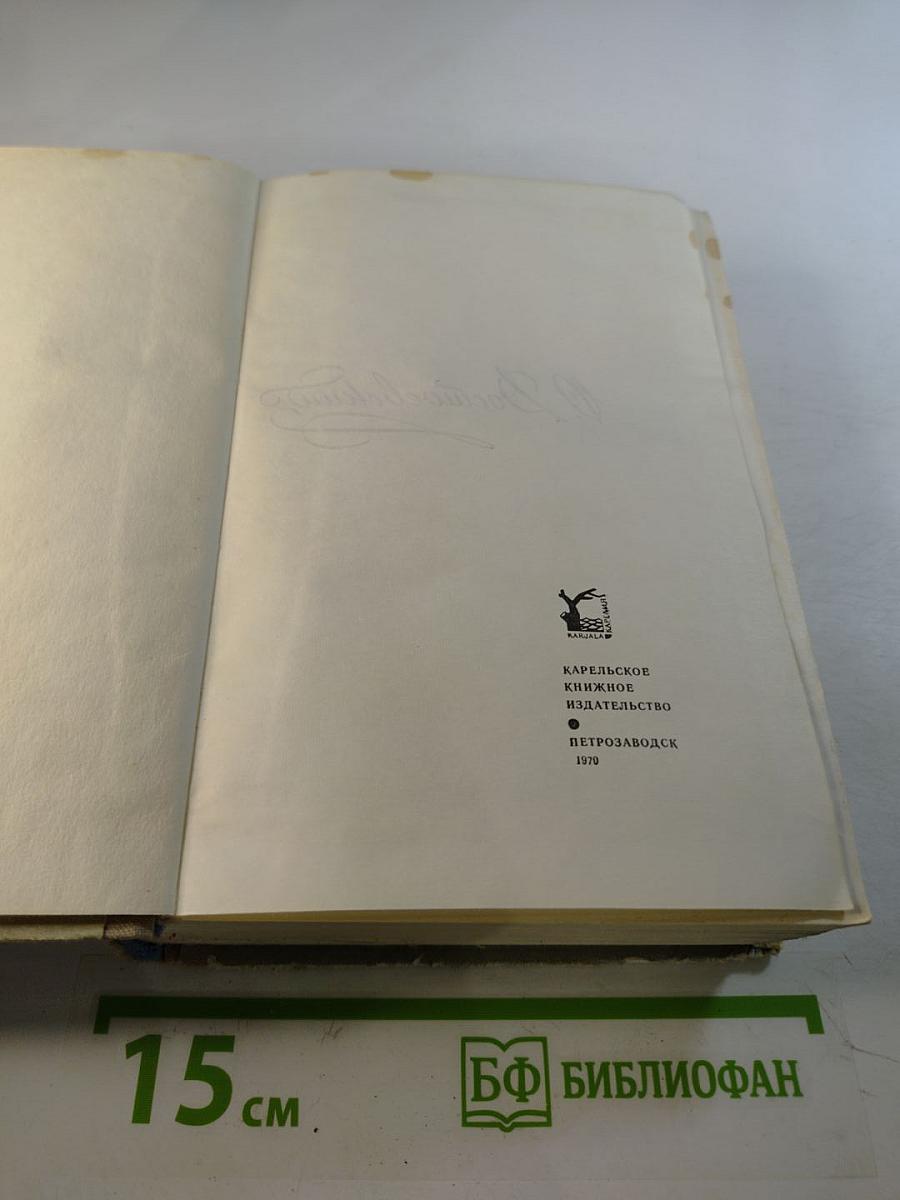 KARJALA
КАРЕЛИЯ
КАРЕЛЬСКОЕ
КНИЖНОЕ
ИЗДАТЕЛЬСТВО
ПЕТРОЗАВОДСК
1970
15 см
БФ БИБЛИОФАН